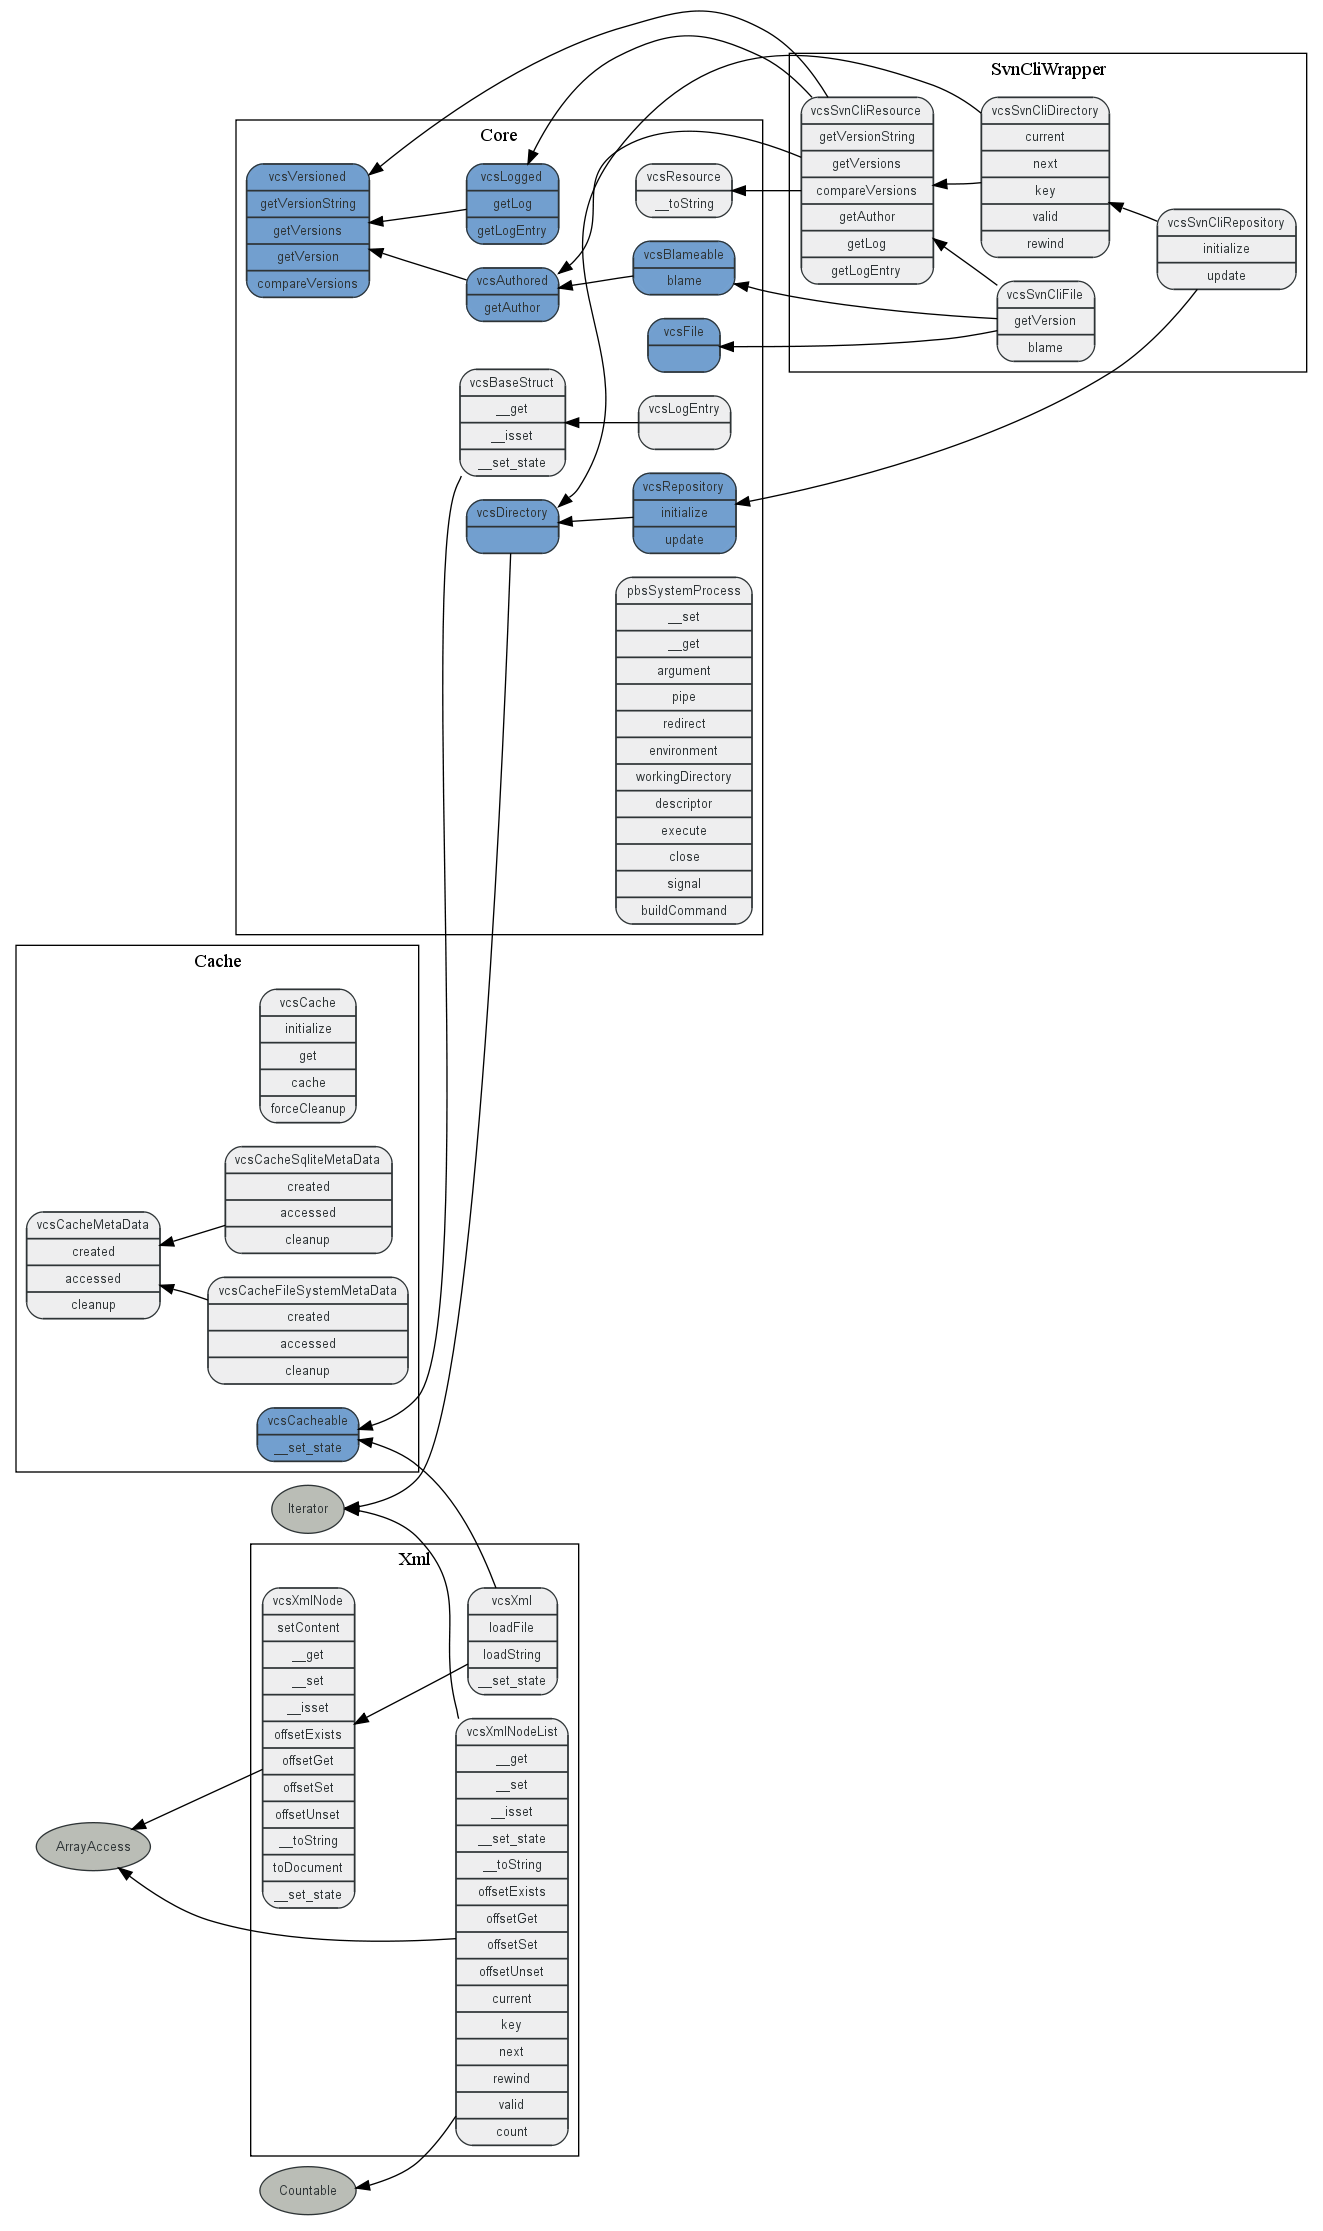 SvnCliWrapper
vcsSvnCliResource
getVersionString
getVersions
compareVersions
getAuthor
getLog
getLogEntry
vcsSvnCliDirectory
current
next
key
valid
rewind
vcsSvnCliRepository
initialize
update
vcsSvnCliFile
getVersion
blame
Core
vcsVersioned
getVersionString
getVersions
getVersion
compareVersions
vcsLogged
getLog
getLogEntry
vcsAuthored
getAuthor
vcsResource
__toString
vcsBlameable
blame
vcsFile
vcsBaseStruct
__get
__isset
__set_state
vcsLogEntry
vcsDirectory
vcsRepository
initialize
update
pbsSystemProcess
__set
__get
argument
pipe
redirect
environment
workingDirectory
descriptor
execute
close
signal
buildCommand
Cache
vcsCache
initialize
get
cache
forceCleanup
vcsCacheSqliteMetaData
created
accessed
cleanup
vcsCacheMetaData
created
accessed
cleanup
vcsCacheFileSystemMetaData
created
accessed
cleanup
vcsCacheable
__set_state
Iterator
Xml
vcsXmlNode
setContent
__get
__set
__isset
offsetExists
offsetGet
offsetSet
offsetUnset
__toString
toDocument
__set_state
vcsXml
loadFile
loadString
__set_state
vcsXmlNodeList
__get
__set
__isset
__set_state
__toString
offsetExists
offsetGet
offsetSet
offsetUnset
current
key
next
rewind
valid
count
ArrayAccess
Countable